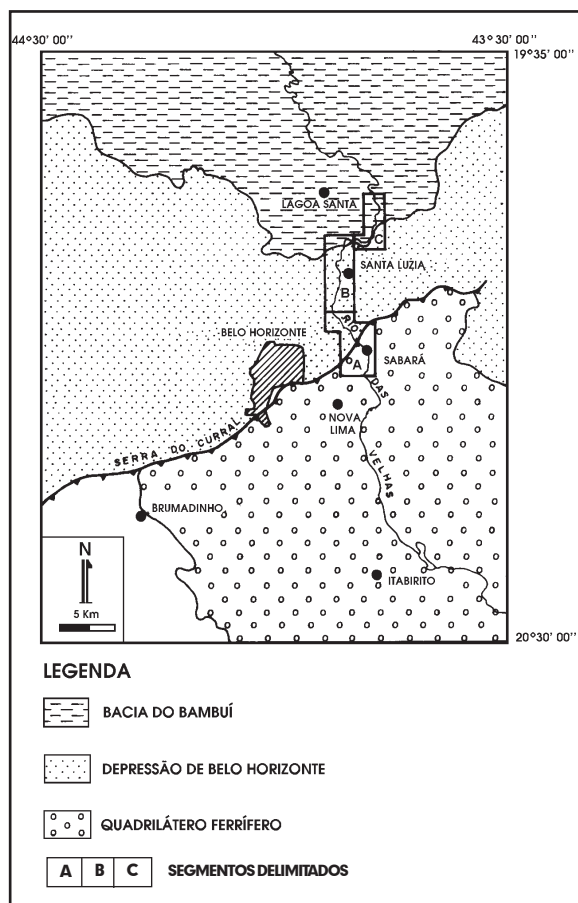 44°30' 00''
43°30' 00''
19°35' 00''
LAGOA SANTA
C
SANTA LUZIA
B
RIO
BELO HORIZONTE
SABARÁ
A
DAS
NOVA
LIMA
SERRA DO CURRAL
VELHAS
BRUMADINHO
N
ITABIRITO
5 Km
20°30' 00''
LEGENDA
BACIA DO BAMBUÍ
DEPRESSÃO DE BELO HORIZONTE
QUADRILÁTERO FERRÍFERO
A B C SEGMENTOS DELIMITADOS